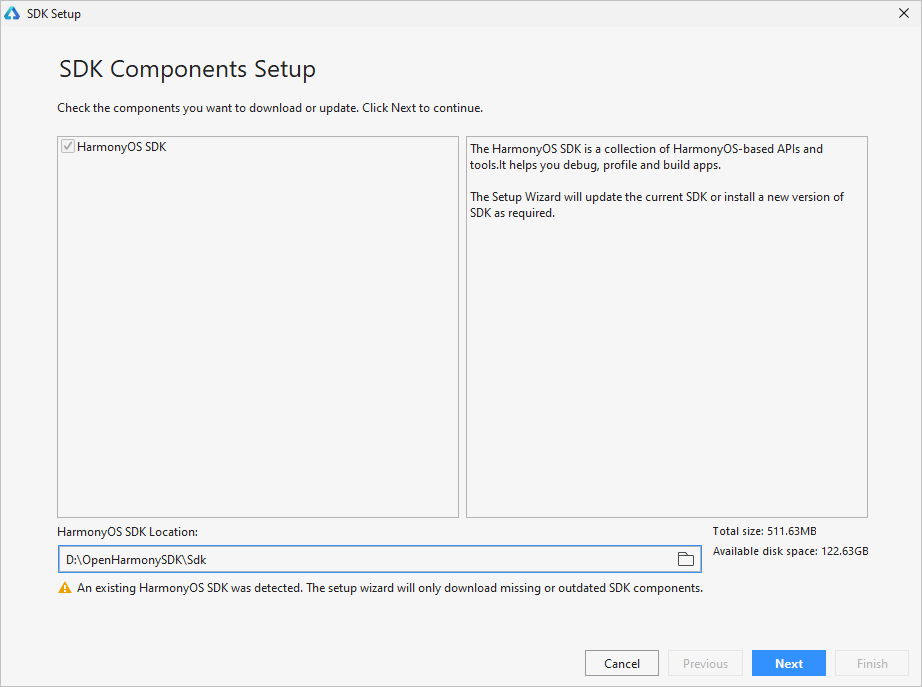 SDK Setup
SDK Components Setup
Check the components you want to download or update. Click Next to continue.
HarmonyOS SDK
The HarmonyOS SDK is a collection of HarmonyOS-based APIs and
tools.It helps you debug, profile and build apps.
The Setup Wizard will update the current SDK or install a new version of
SDK as required.
HarmonyOS SDK Location:
Total size: 511.63MB
D:\OpenHarmonySDK\Sdk
Available disk space: 122.63GB
An existing HarmonyOS SDK was detected. The setup wizard will only download missing or outdated SDK components.
Cancel
Previous
Next
Finish